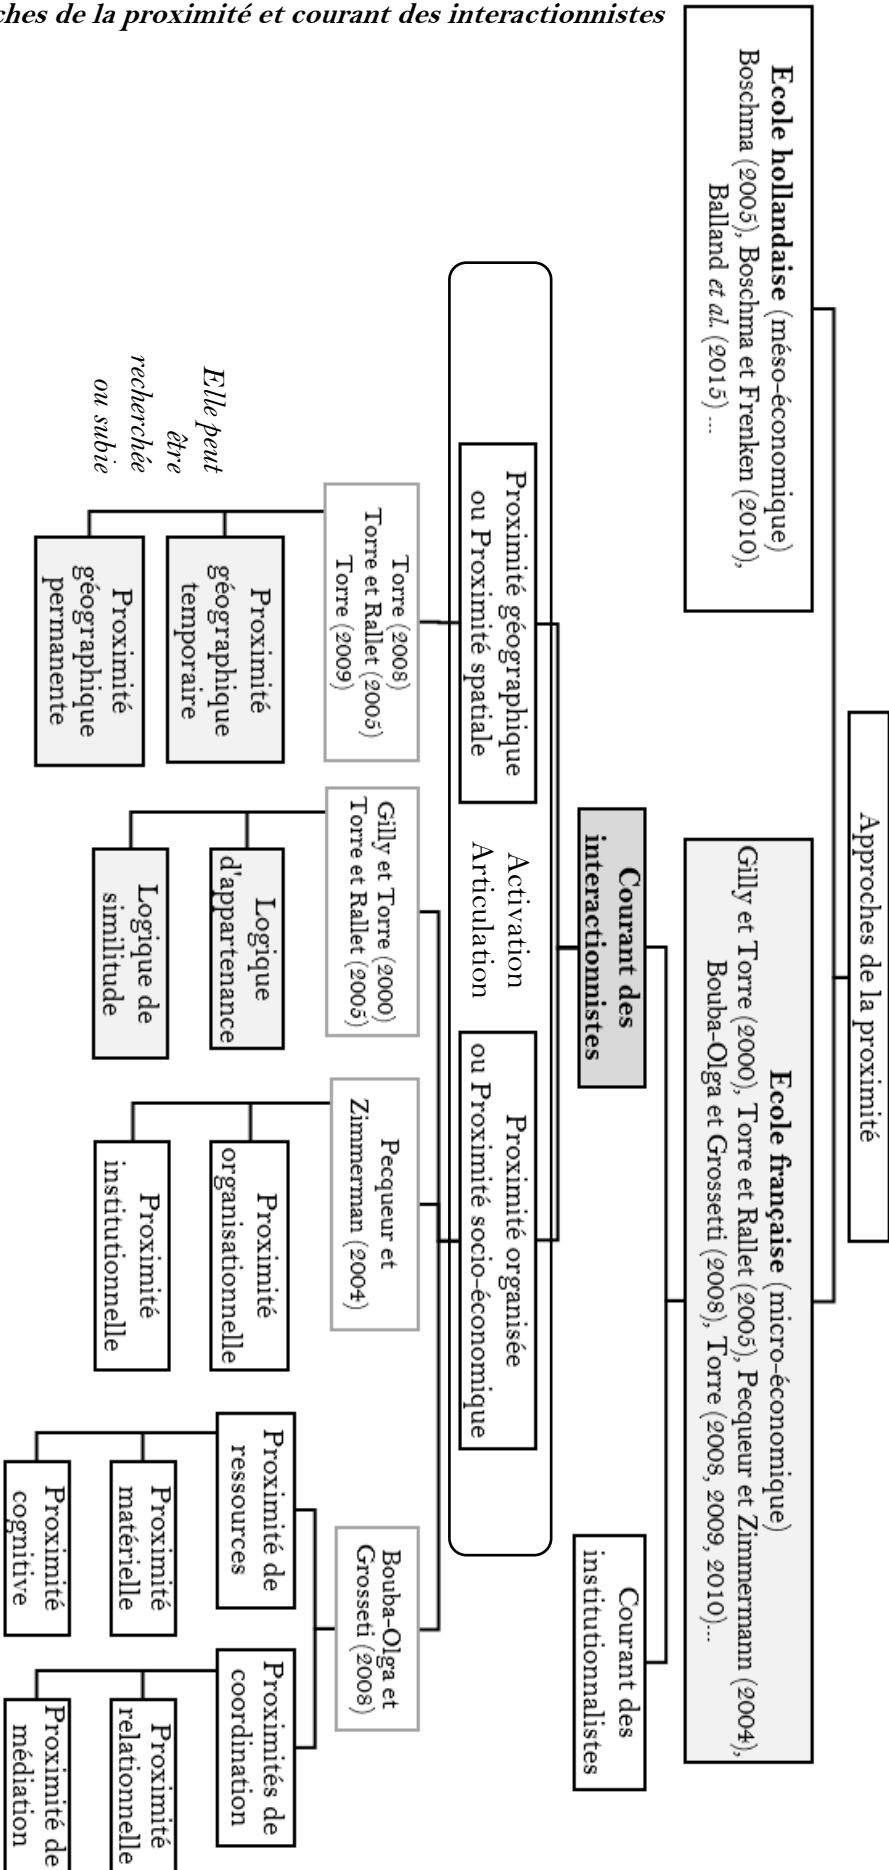 ches de la proximité et courant des interactionnistes
Approches de la proximité
Ecole hollandaise (méso-économique)
Boschma (2005), Boschma et Frenken (2010),
Balland et al. (2015) ...
Ecole française (micro-économique)
Gilly et Torre (2000), Torre et Rallet (2005), Pecqueur et Zimmermann (2004),
Bouba-Olga et Grossetti (2008), Torre (2008, 2009, 2010)...
Courant des
interactionnistes
Courant des
institutionnalistes
Proximité géographique
ou Proximité spatiale
Activation
Articulation
Proximité organisée
ou Proximité socio-économique
Torre (2008)
Torre et Rallet (2005)
Torre (2009)
Gilly et Torre (2000)
Torre et Rallet (2005)
Pecqueur et
Zimmerman (2004)
Bouba-Olga et
Grosseti (2008)
Elle peut
être
recherchée
ou subie
Proximité
géographique
temporaire
Proximité
géographique
permanente
Logique
d'appartenance
Logique de
similitude
Proximité
organisationnelle
Proximité
institutionnelle
Proximité de
ressources
Proximités de
coordination
Proximité
matérielle
Proximité
cognitive
Proximité
relationnelle
Proximité de
médiation